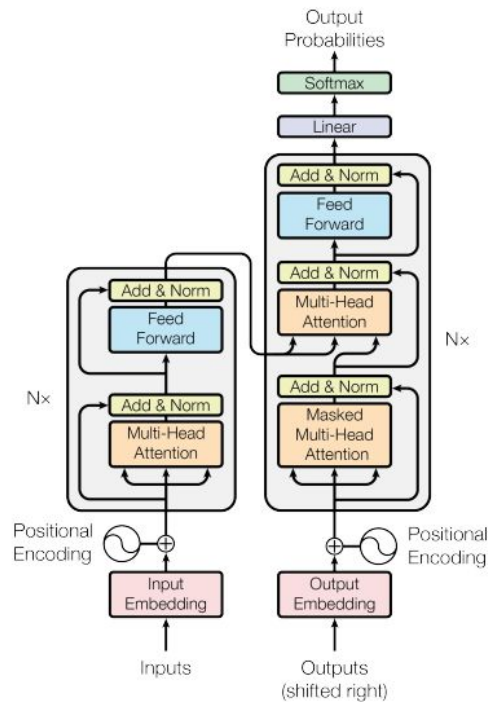 Output
Probabilities
Softmax
Linear
Add & Norm
Feed
Forward
Add & Norm
Multi-Head
Attention
Add & Norm
Masked
Multi-Head
Attention
N×
Positional
Encoding
Output
Embedding
Outputs
(shifted right)
Add & Norm
Feed
Forward
Add & Norm
Multi-Head
Attention
N×
Positional
Encoding
Input
Embedding
Inputs